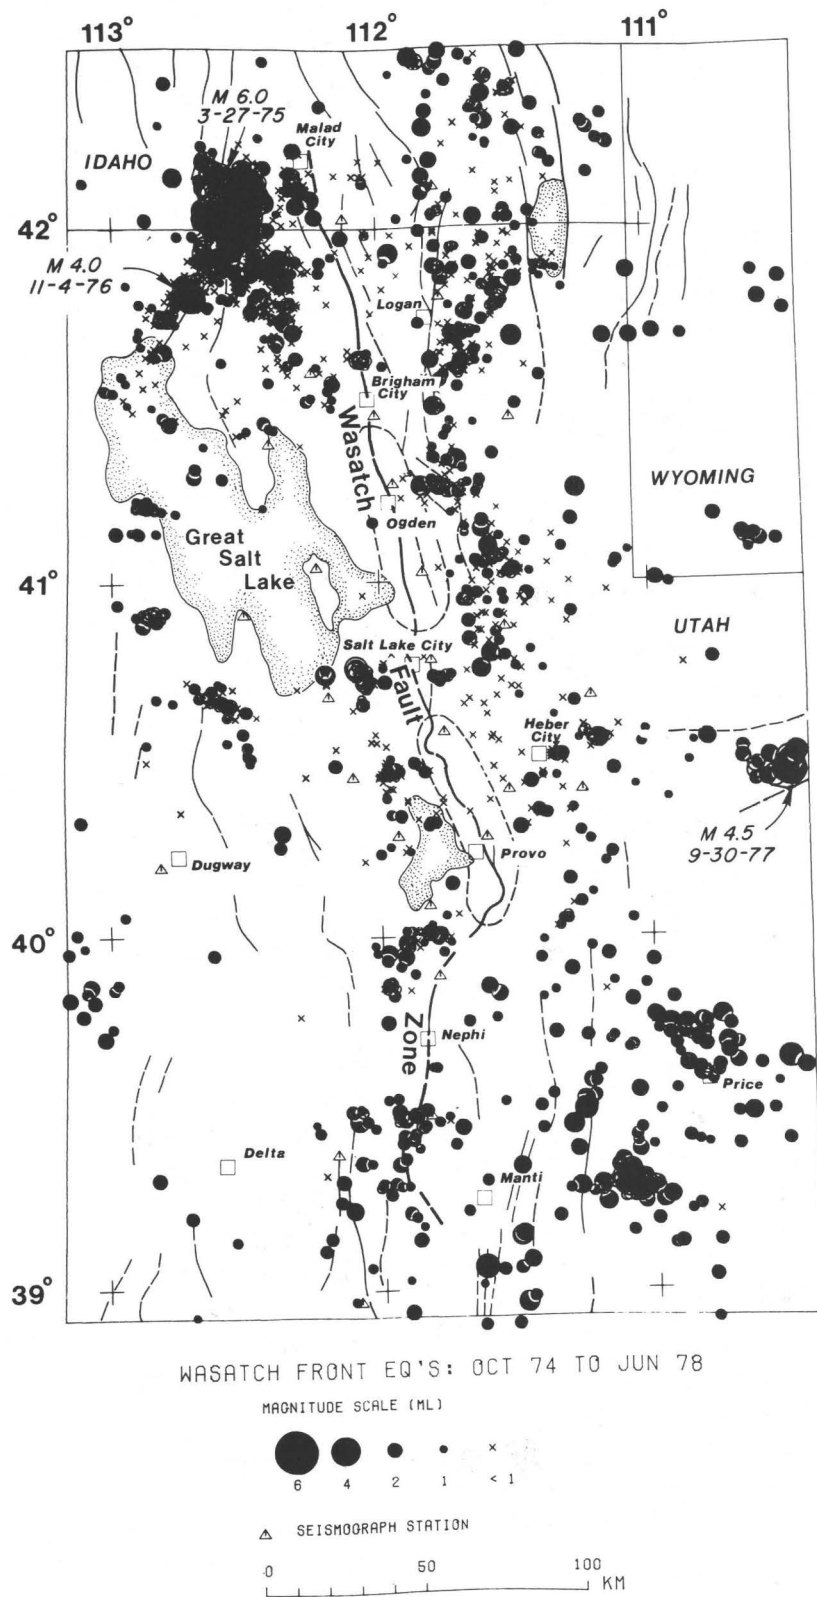 113°
112°
111°
M 6.0
3-27-75
Malad
City
IDAHO
42°
M 4.0
11-4-76
Logan
Brigham
City
Wasatch
WYOMING
Ogden
Great
Salt
Lake
41°
UTAH
Salt Lake City
Fault
Heber
City
M 4.5
9-30-77
Provo
Dugway
40°
Zone
Nephi
Price
Delta
Manti
39°
WASATCH FRONT EQ'S: OCT 74 TO JUN 78
MAGNITUDE SCALE (ML)
6 4 2 1 < 1
SEISMOGRAPH STATION
0 50 100
KM